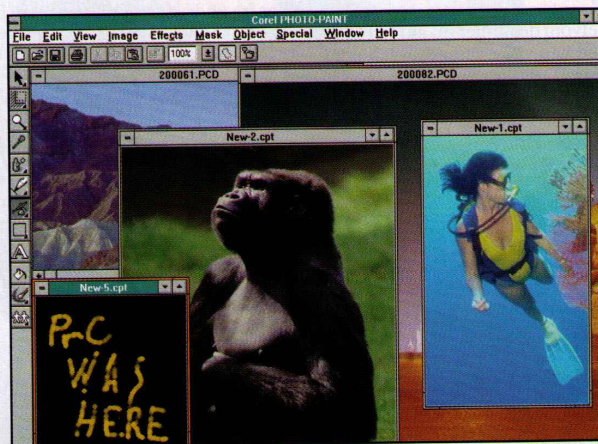 Corel PHOTO-PAINT
File Edit View Image Effects Mask Object Special Window Help
100%
200061.PCD
200082.PCD
New-2.cpt
New-1.cpt
New-5.cpt
PnC
WAS
HERE